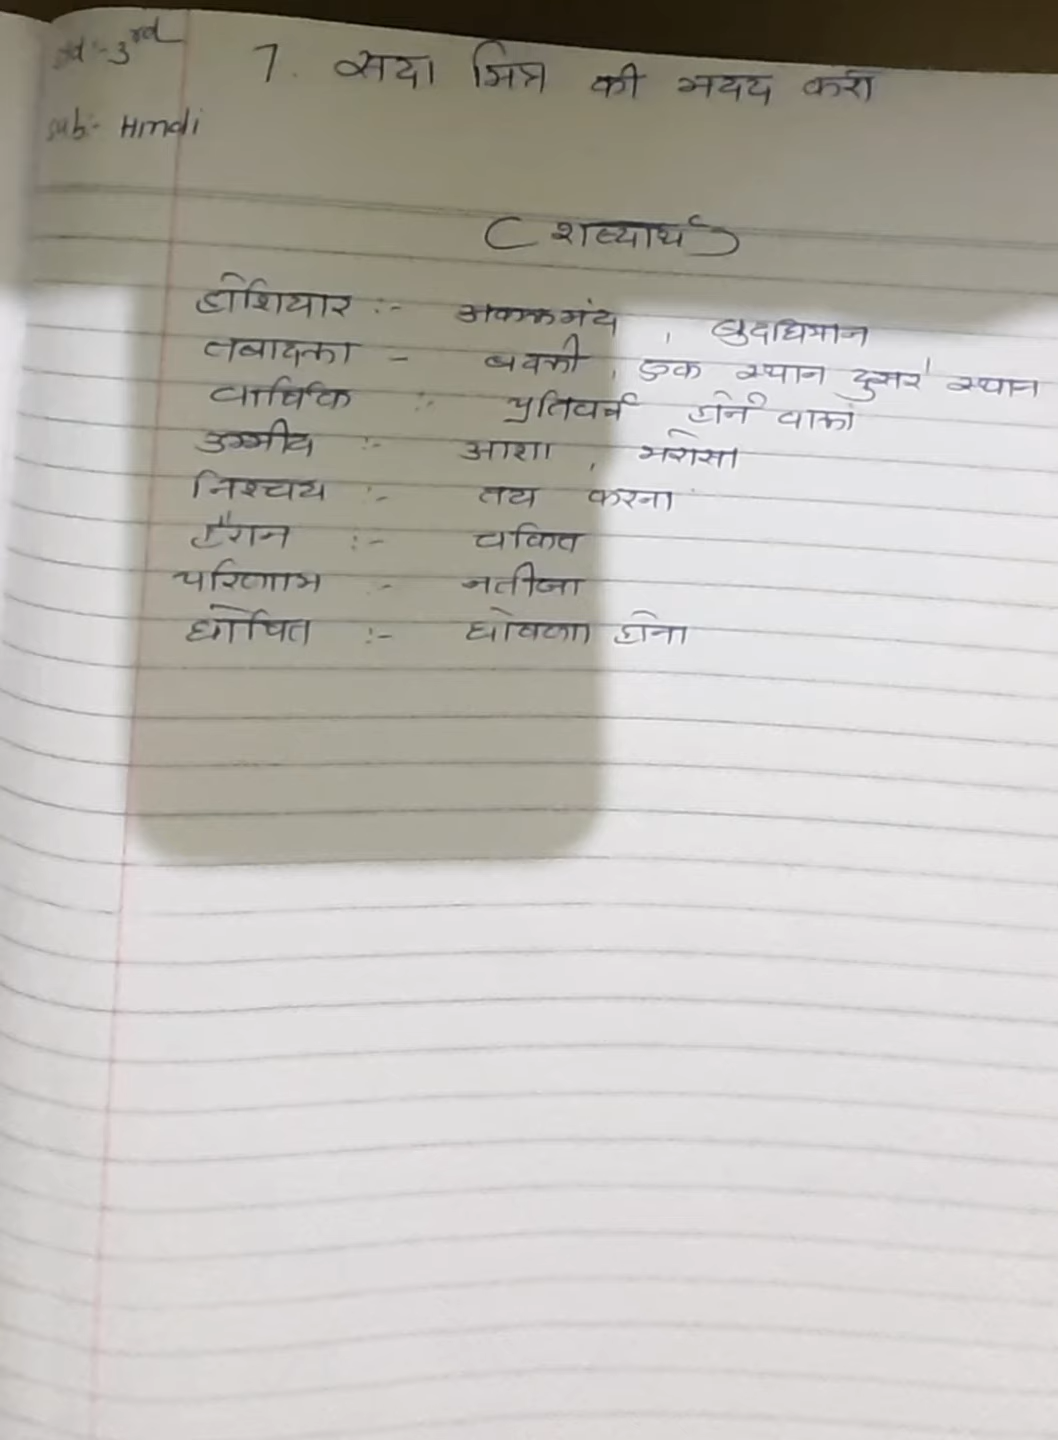 std :- 3rd
7. सदा मित्र की मदद करो
sub:- Hindi
( शब्दार्थ )
होशियार :- अक्लमंद , बुद्धिमान
तबादला - बदली , एक स्थान दुसरे स्थान
वार्षिक :- प्रतिवर्ष होने वाला
उम्मीद :- आशा , भरोसा
निश्चय :- तय करना
हैरान :- चकित
परिणाम :- नतीजा
घोषित :- घोषणा होना